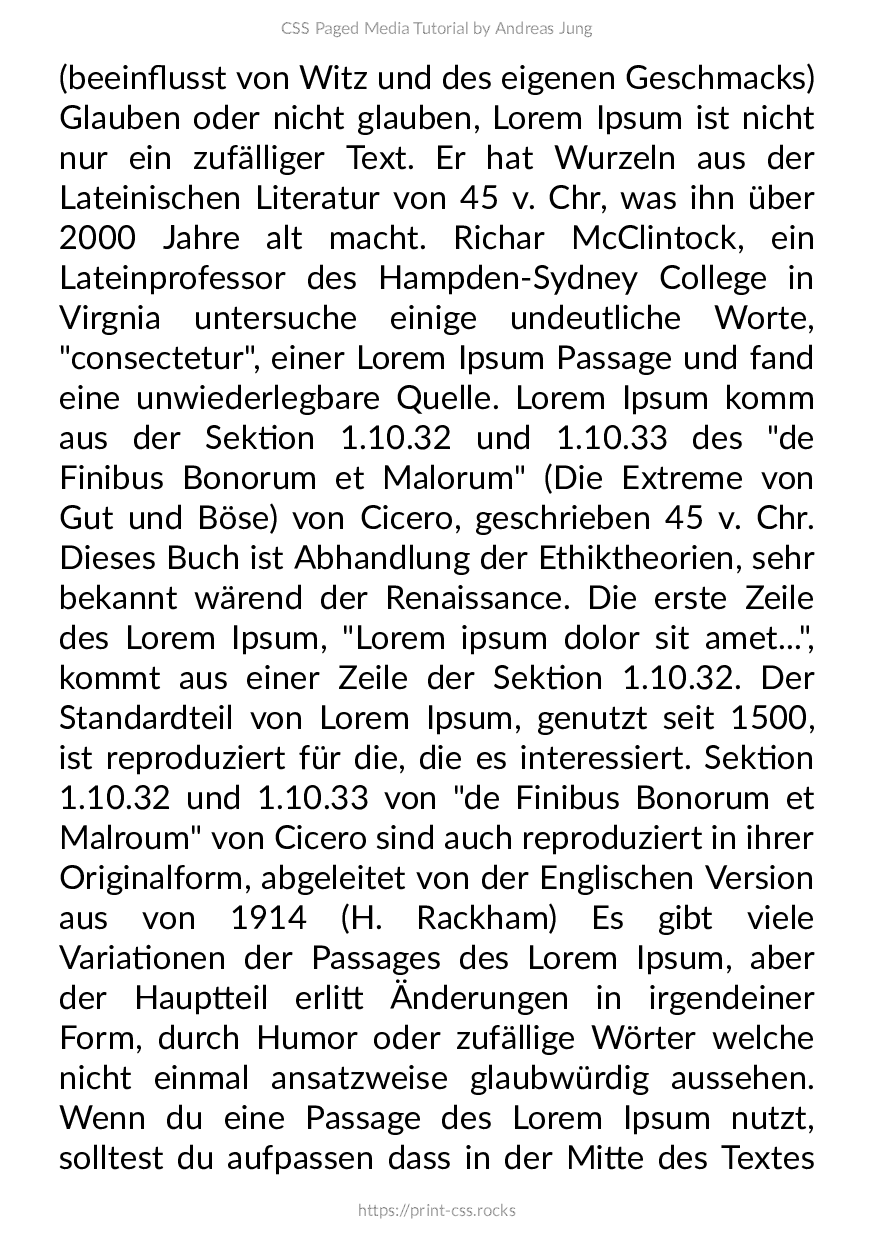 CSS Paged Media Tutorial by Andreas Jung
(beeinflusst von Witz und des eigenen Geschmacks)
Glauben oder nicht glauben, Lorem Ipsum ist nicht
nur ein zufälliger Text. Er hat Wurzeln aus der
Lateinischen Literatur von 45 v. Chr, was ihn über
2000 Jahre alt macht. Richar McClintock, ein
Lateinprofessor des Hampden-Sydney College in
Virgnia untersuche einige undeutliche Worte,
"consectetur", einer Lorem Ipsum Passage und fand
eine unwiederlegbare Quelle. Lorem Ipsum komm
aus der Sektion 1.10.32 und 1.10.33 des "de
Finibus Bonorum et Malorum" (Die Extreme von
Gut und Böse) von Cicero, geschrieben 45 v. Chr.
Dieses Buch ist Abhandlung der Ethiktheorien, sehr
bekannt wärend der Renaissance. Die erste Zeile
des Lorem Ipsum, "Lorem ipsum dolor sit amet...",
kommt aus einer Zeile der Sektion 1.10.32. Der
Standardteil von Lorem Ipsum, genutzt seit 1500,
ist reproduziert für die, die es interessiert. Sektion
1.10.32 und 1.10.33 von "de Finibus Bonorum et
Malroum" von Cicero sind auch reproduziert in ihrer
Originalform, abgeleitet von der Englischen Version
aus von 1914 (H. Rackham) Es gibt viele
Variationen der Passages des Lorem Ipsum, aber
der Hauptteil erlitt Änderungen in irgendeiner
Form, durch Humor oder zufällige Wörter welche
nicht einmal ansatzweise glaubwürdig aussehen.
Wenn du eine Passage des Lorem Ipsum nutzt,
solltest du aufpassen dass in der Mitte des Textes
https://print-css.rocks